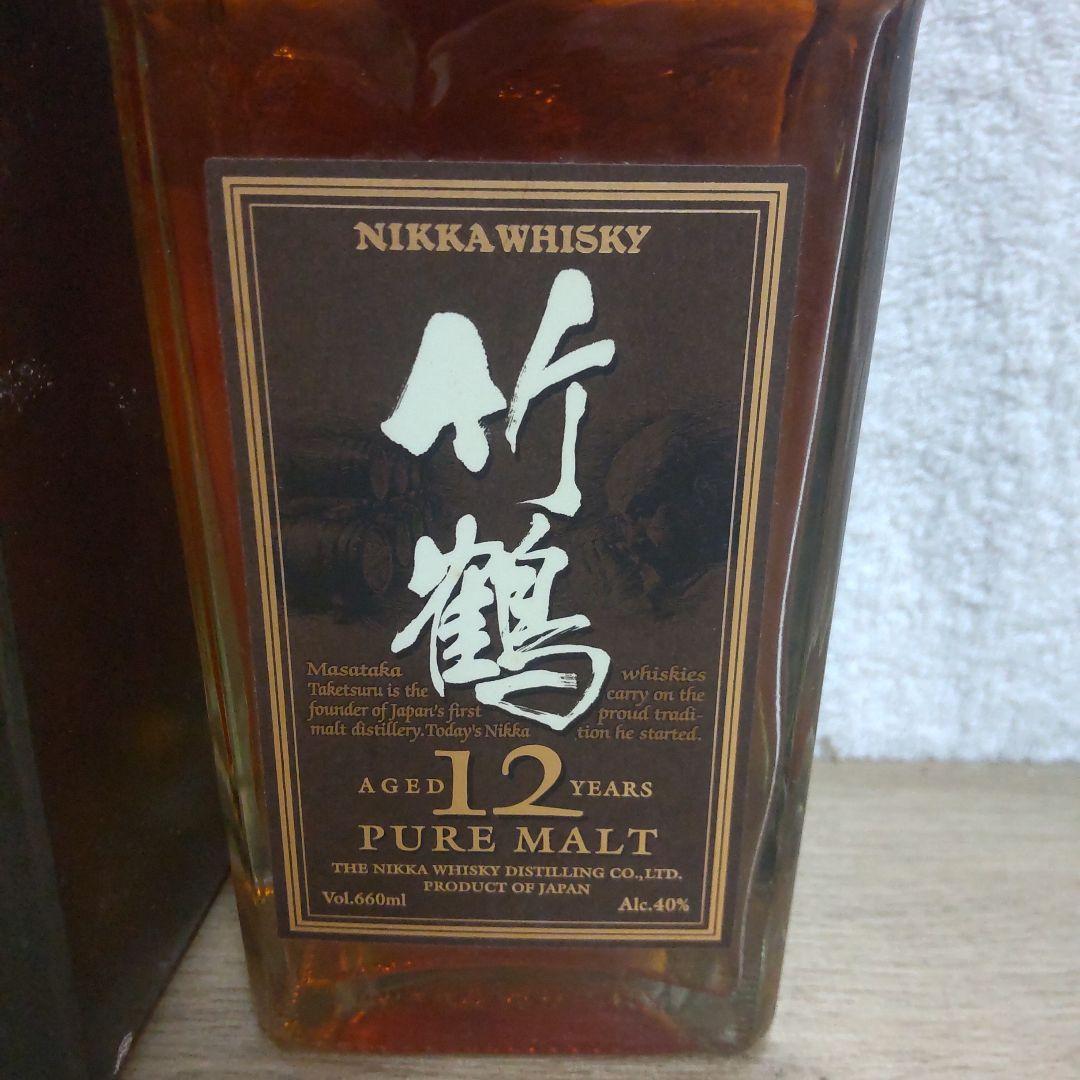 NIKKA WHISKY
竹鶴
Masataka whiskies
Taketsuru is the carry on the
founder of Japan's first proud tradi-
malt distillery. Today's Nikka tion he started.
AGED 12 YEARS
PURE MALT
THE NIKKA WHISKY DISTILLING CO., LTD.
PRODUCT OF JAPAN
Vol.660ml Alc.40%